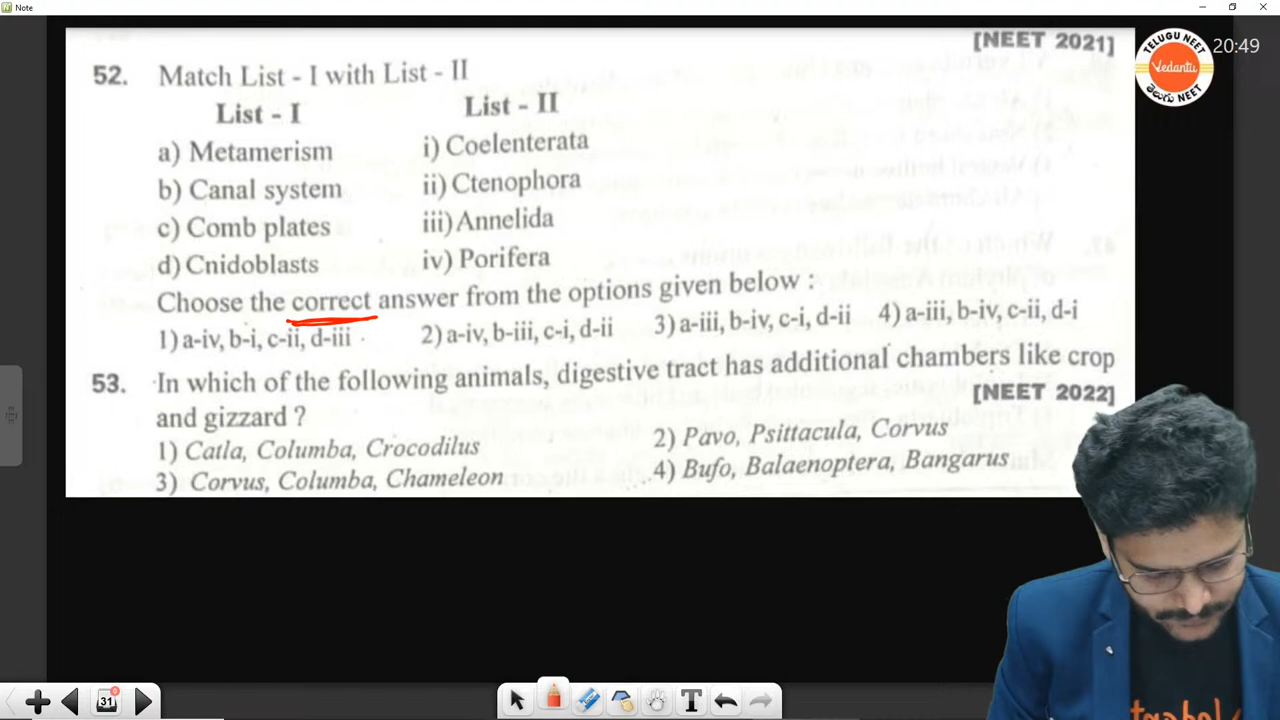 Note
[NEET 2021]
TELUGU NEET
Vedantu
తెలుగు NEET
20:49
52. Match List - I with List - II
List - I List - II
a) Metamerism i) Coelenterata
b) Canal system ii) Ctenophora
c) Comb plates iii) Annelida
d) Cnidoblasts iv) Porifera
Choose the correct answer from the options given below :
1) a-iv, b-i, c-ii, d-iii 2) a-iv, b-iii, c-i, d-ii 3) a-iii, b-iv, c-i, d-ii 4) a-iii, b-iv, c-ii, d-i
53. In which of the following animals, digestive tract has additional chambers like crop
and gizzard ? [NEET 2022]
1) Catla, Columba, Crocodilus 2) Pavo, Psittacula, Corvus
3) Corvus, Columba, Chameleon 4) Bufo, Balaenoptera, Bangarus
31
T